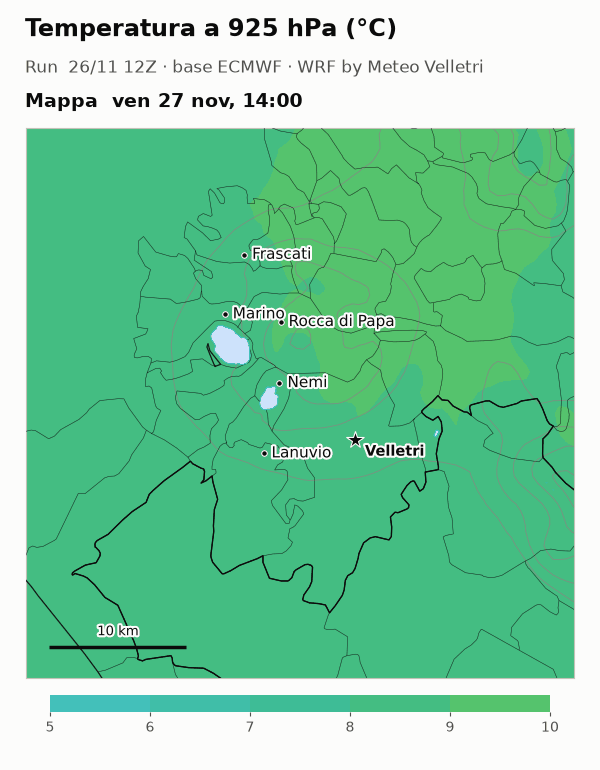 Temperatura a 925 hPa (°C)
Run  26/11 12Z · base ECMWF · WRF by Meteo Velletri
Mappa  ven 27 nov, 14:00
Frascati
Marino
Rocca di Papa
Nemi
Velletri
Lanuvio
10 km
5 6 7 8 9 10